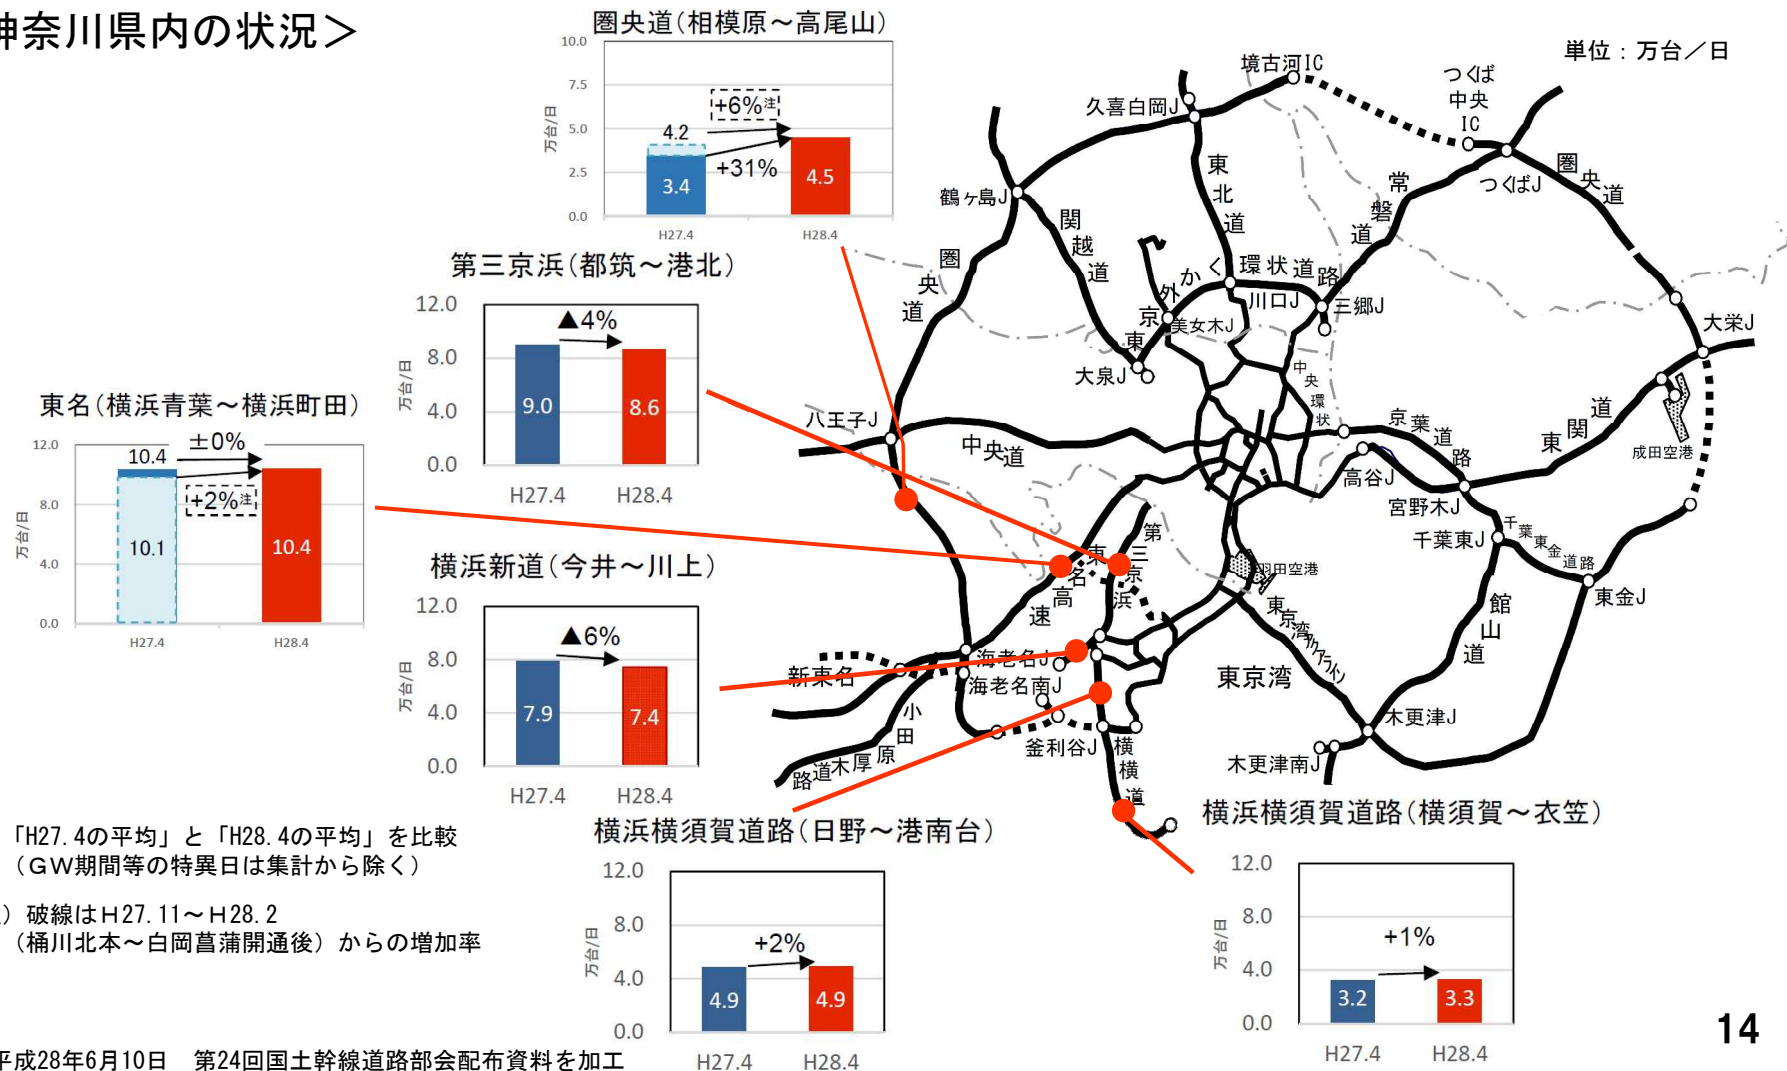 神奈川県内の状況＞
単位：万台／日
圏央道(相模原～高尾山)
万台/日
10.0
7.5
5.0
2.5
0.0
4.2
+6%注
+31%
3.4
4.5
H27.4
H28.4
第三京浜(都筑～港北)
万台/日
12.0
8.0
4.0
0.0
▲4%
9.0
8.6
H27.4
H28.4
東名(横浜青葉～横浜町田)
万台/日
12.0
8.0
4.0
0.0
10.4
±0%
+2%注
10.1
10.4
H27.4
H28.4
横浜新道(今井～川上)
万台/日
12.0
8.0
4.0
0.0
▲6%
7.9
7.4
H27.4
H28.4
横浜横須賀道路(日野～港南台)
万台/日
12.0
8.0
4.0
0.0
+2%
4.9
4.9
H27.4
H28.4
横浜横須賀道路(横須賀～衣笠)
万台/日
12.0
8.0
4.0
0.0
+1%
3.2
3.3
H27.4
H28.4
境古河IC
久喜白岡J
つくば
中央
IC
つくばJ
圏央道
常磐道
東北道
鶴ヶ島J
関越道
圏央道
東京外かく環状道路
川口J
三郷J
美女木J
大泉J
大栄J
中央環状
八王子J
中央道
京葉道路
東関道
成田空港
高谷J
宮野木J
千葉東J
千葉東金道路
東金J
第三京浜
東名高速
羽田空港
東京湾アクアライン
館山道
東京湾
新東名
海老名J
海老名南J
小田原厚木道路
釜利谷J
横横道
木更津J
木更津南J
「H27.4の平均」と「H28.4の平均」を比較
（ＧＷ期間等の特異日は集計から除く）
）破線はＨ27.11～Ｈ28.2
（桶川北本～白岡菖蒲開通後）からの増加率
平成28年6月10日　第24回国土幹線道路部会配布資料を加工
14